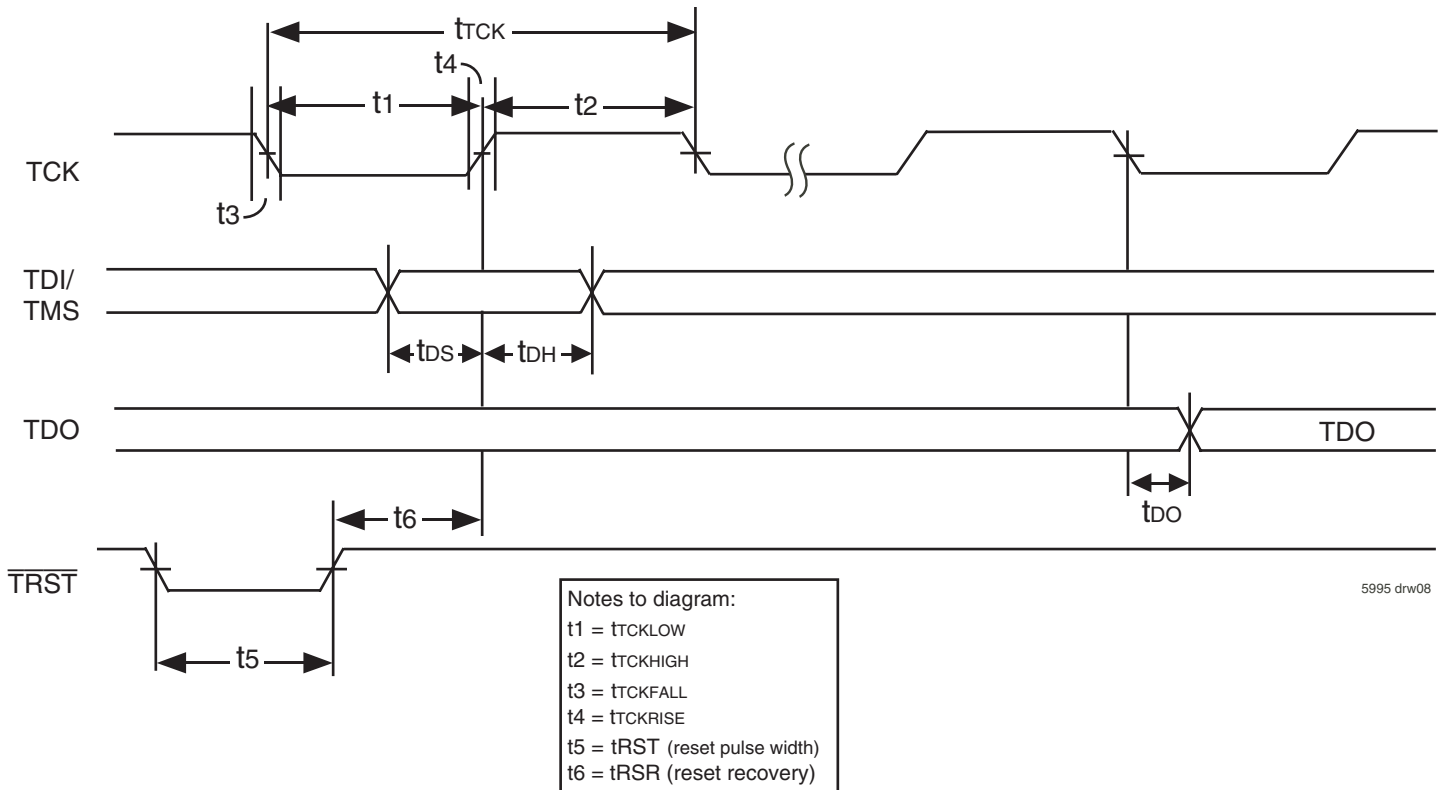 tTCK
t4
t1
t2
TCK
t3
TDI/
TMS
tDS
tDH
TDO
TDO
tDO
t6
TRST
5995 drw08
t5
Notes to diagram:
t1 = tTCKLOW
t2 = tTCKHIGH
t3 = tTCKFALL
t4 = tTCKRISE
t5 = tRST (reset pulse width)
t6 = tRSR (reset recovery)